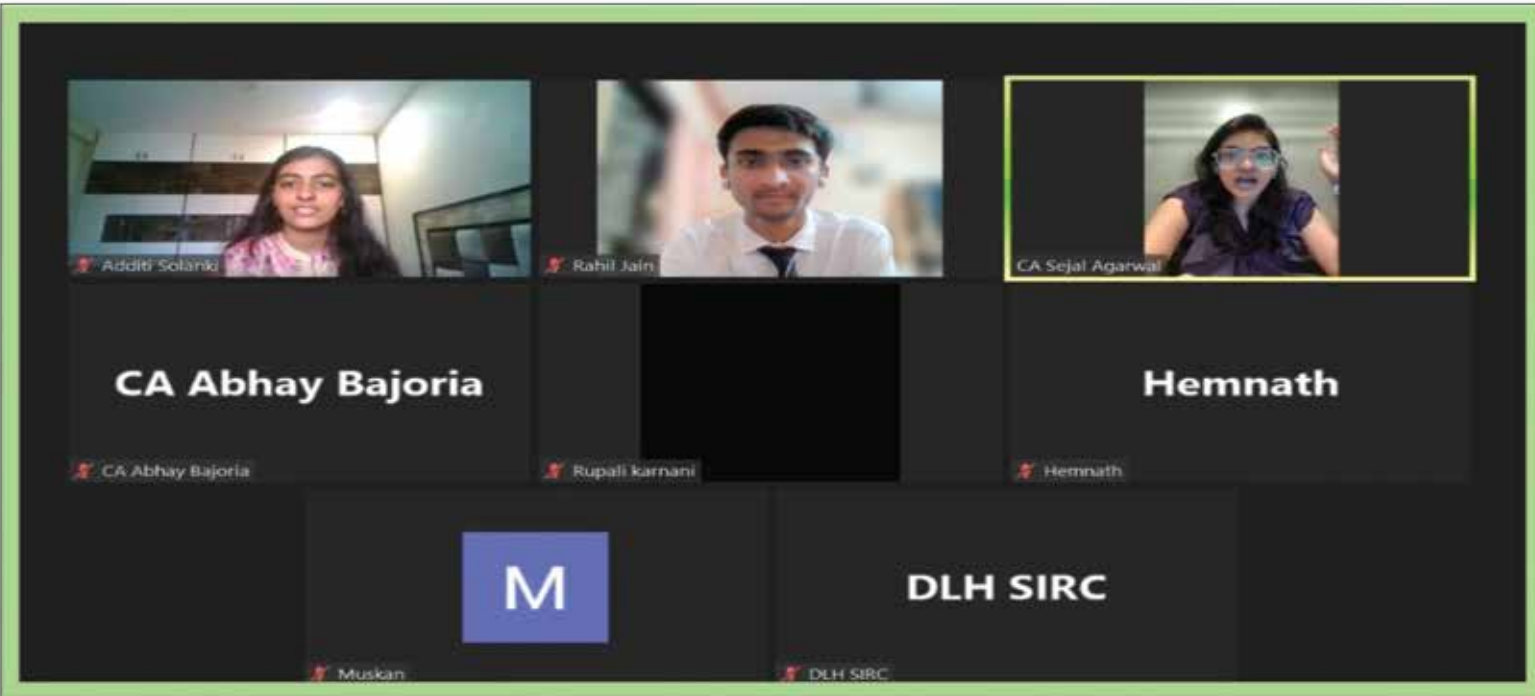 Additi Solanki
Rahil Jain
CA Sejal Agarwal
CA Abhay Bajoria
CA Abhay Bajoria
Rupali karnani
Hemnath
Hemnath
M
Muskan
DLH SIRC
DLH SIRC